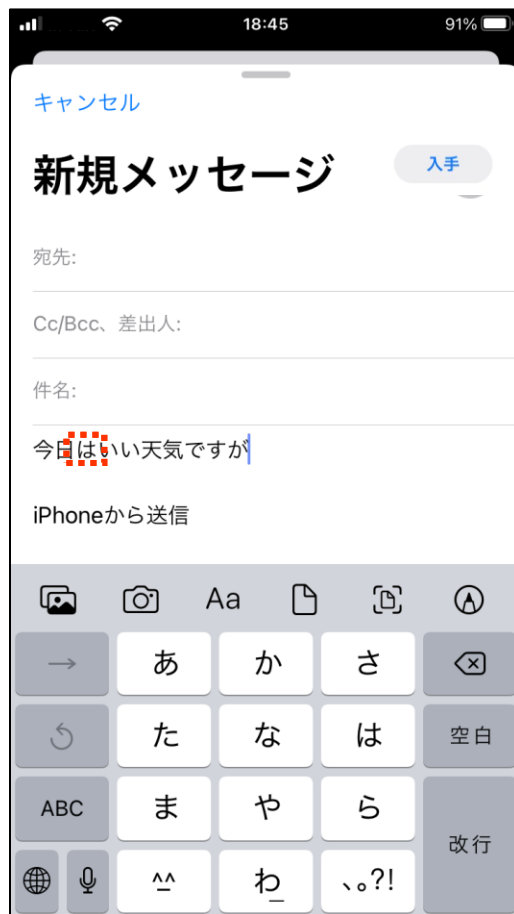 18:45
91%
キャンセル
新規メッセージ
入手
宛先:
Cc/Bcc、差出人:
件名:
今日はいい天気ですが
iPhoneから送信
Aa
→ あ か さ
た な は 空白
ABC ま や ら
改行
^^ わ 、。?!